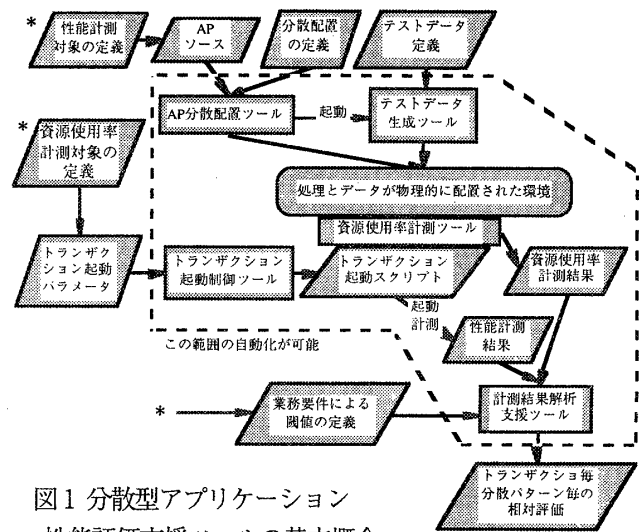 *
性能計測
対象の定義
AP
ソース
分散配置
の定義
テストデータ
定義
AP分散配置ツール
起動
テストデータ
生成ツール
*
資源使用率
計測対象の
定義
処理とデータが物理的に配置された環境
資源使用率計測ツール
トランザク
ション起動
パラメータ
トランザクション
起動制御ツール
トランザクション
起動スクリプト
資源使用率
計測結果
起動
計測
性能計測
結果
この範囲の自動化が可能
*
業務要件による
閾値の定義
計測結果解析
支援ツール
トランザクショ毎
分散パターン毎の
相対評価
図1 分散型アプリケーション